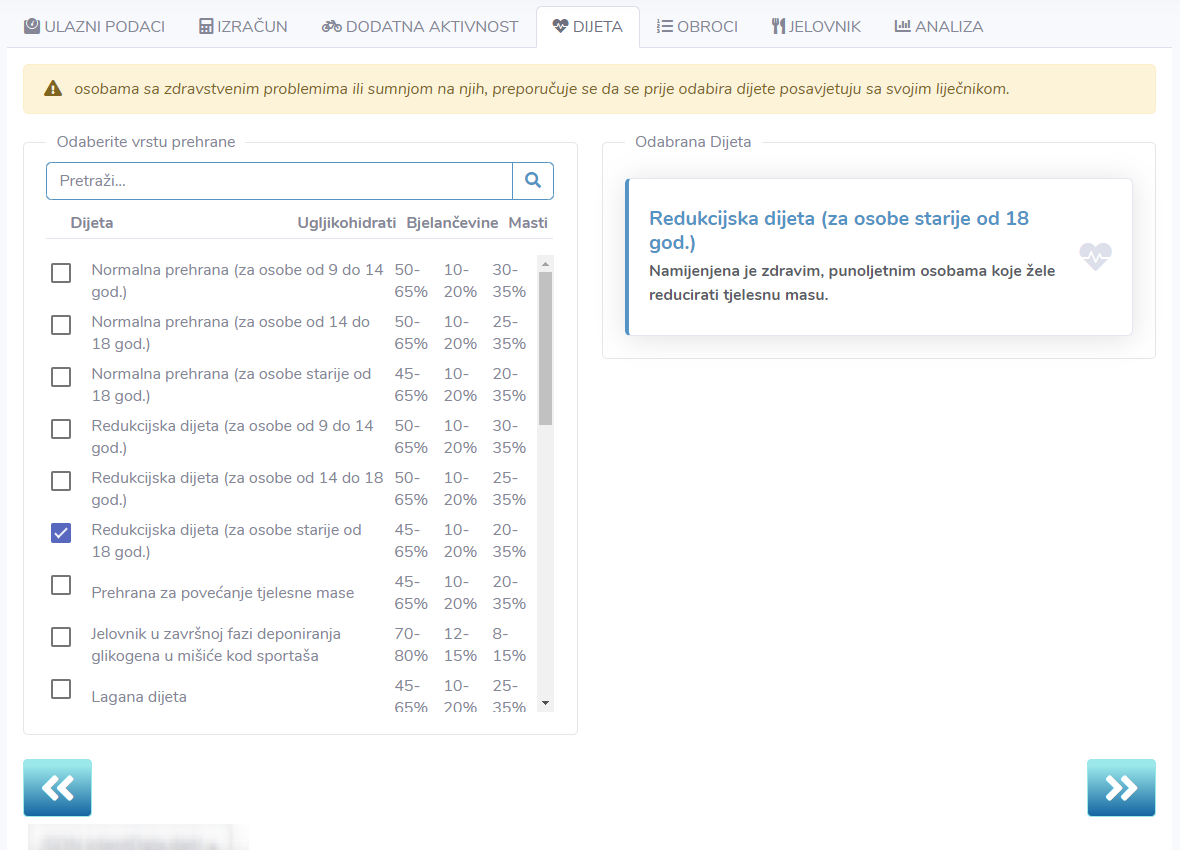 ULAZNI PODACI IZRAČUN DODATNA AKTIVNOST DIJETA OBROCI JELOVNIK ANALIZA
osobama sa zdravstvenim problemima ili sumnjom na njih, preporučuje se da se prije odabira dijete posavjetuju sa svojim liječnikom.
Odaberite vrstu prehrane
Pretraži...
Dijeta Ugljikohidrati Bjelančevine Masti
Normalna prehrana (za osobe od 9 do 14 50- 10- 30-
god.) 65% 20% 35%
Normalna prehrana (za osobe od 14 do 50- 10- 25-
18 god.) 65% 20% 35%
Normalna prehrana (za osobe starije od 45- 10- 20-
18 god.) 65% 20% 35%
Redukcijska dijeta (za osobe od 9 do 14 50- 10- 30-
god.) 65% 20% 35%
Redukcijska dijeta (za osobe od 14 do 18 50- 10- 25-
god.) 65% 20% 35%
Redukcijska dijeta (za osobe starije od 45- 10- 20-
18 god.) 65% 20% 35%
Prehrana za povećanje tjelesne mase 45- 10- 20-
65% 20% 35%
Jelovnik u završnoj fazi deponiranja 70- 12- 8-
glikogena u mišiće kod sportaša 80% 15% 15%
Lagana dijeta 45- 10- 25-
65% 20% 35%
Odabrana Dijeta
Redukcijska dijeta (za osobe starije od 18
god.)
Namijenjena je zdravim, punoljetnim osobama koje žele
reducirati tjelesnu masu.